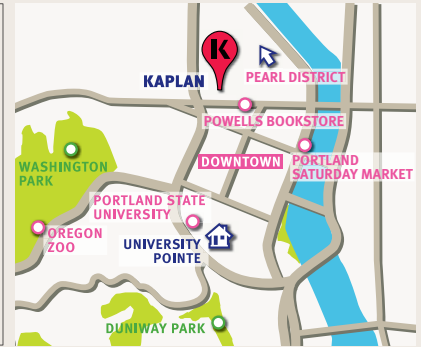 K
KAPLAN
PEARL DISTRICT
POWELLS BOOKSTORE
DOWNTOWN
PORTLAND
SATURDAY MARKET
WASHINGTON
PARK
PORTLAND STATE
UNIVERSITY
OREGON
ZOO
UNIVERSITY
POINTE
DUNIWAY PARK